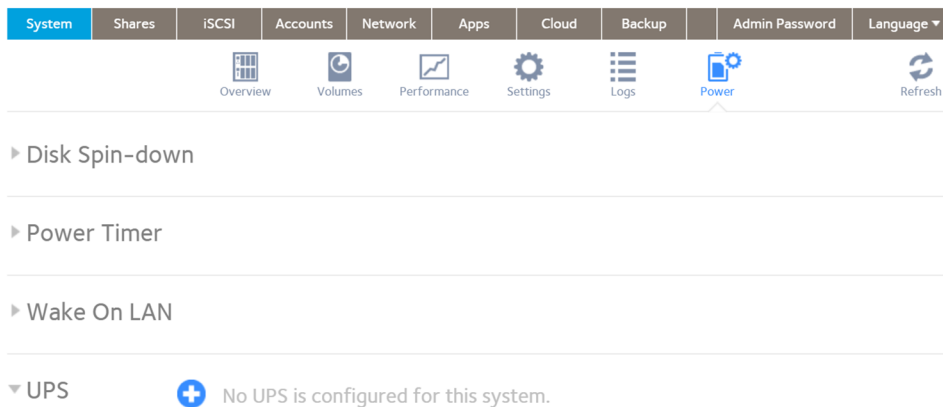 System Shares iSCSI Accounts Network Apps Cloud Backup Admin Password Language
Overview Volumes Performance Settings Logs Power Refresh
Disk Spin-down
Power Timer
Wake On LAN
UPS No UPS is configured for this system.